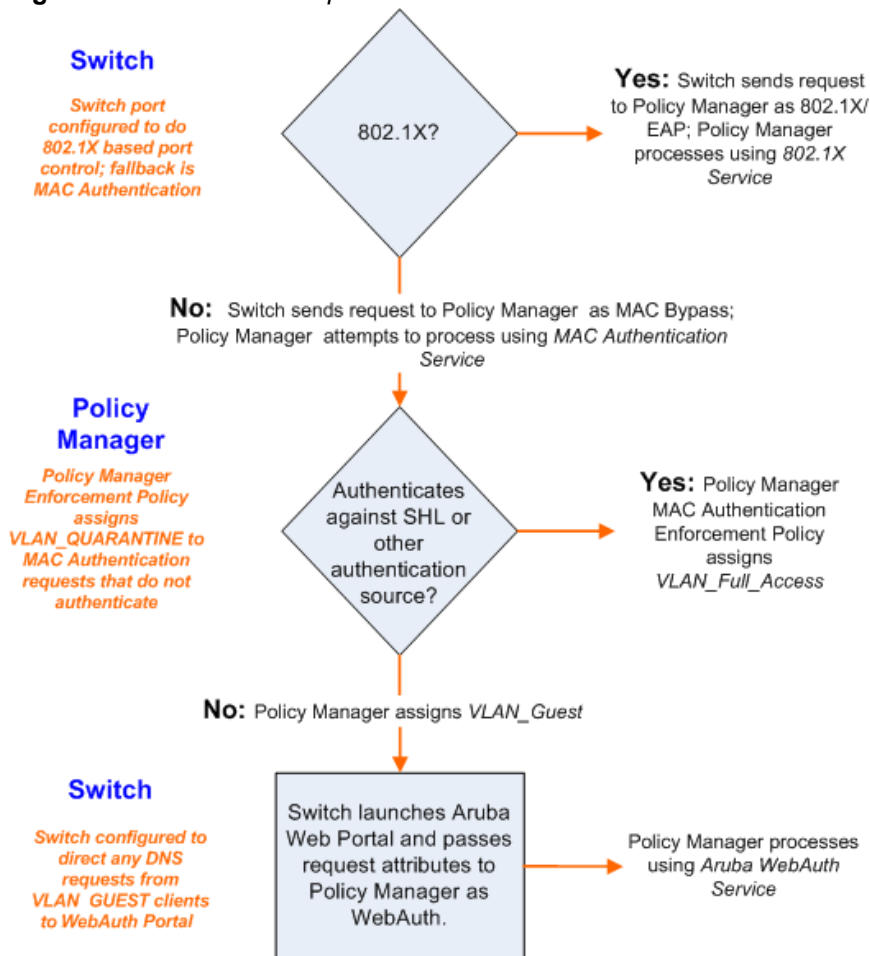 Switch
Switch port
configured to do
802.1X based port
control; fallback is
MAC Authentication
802.1X?
Yes: Switch sends request
to Policy Manager as 802.1X/
EAP; Policy Manager
processes using 802.1X
Service
No: Switch sends request to Policy Manager as MAC Bypass;
Policy Manager attempts to process using MAC Authentication
Service
Policy
Manager
Policy Manager
Enforcement Policy
assigns
VLAN_QUARANTINE to
MAC Authentication
requests that do not
authenticate
Authenticates
against SHL or
other
authentication
source?
Yes: Policy Manager
MAC Authentication
Enforcement Policy
assigns
VLAN_Full_Access
No: Policy Manager assigns VLAN_Guest
Switch
Switch configured to
direct any DNS
requests from
VLAN_GUEST clients
to WebAuth Portal
Switch launches Aruba
Web Portal and passes
request attributes to
Policy Manager as
WebAuth.
Policy Manager processes
using Aruba WebAuth
Service